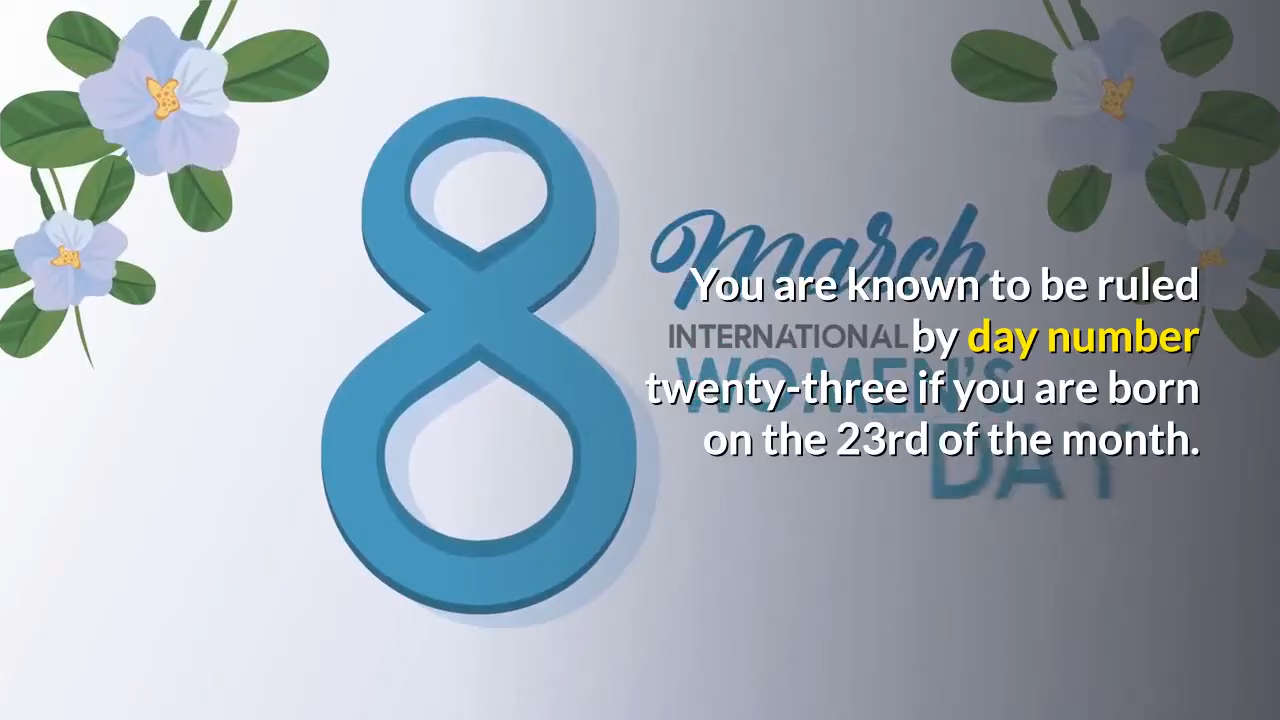 8
March
INTERNATIONAL
WOMEN'S
DAY
You are known to be ruled
by day number
twenty-three if you are born
on the 23rd of the month.